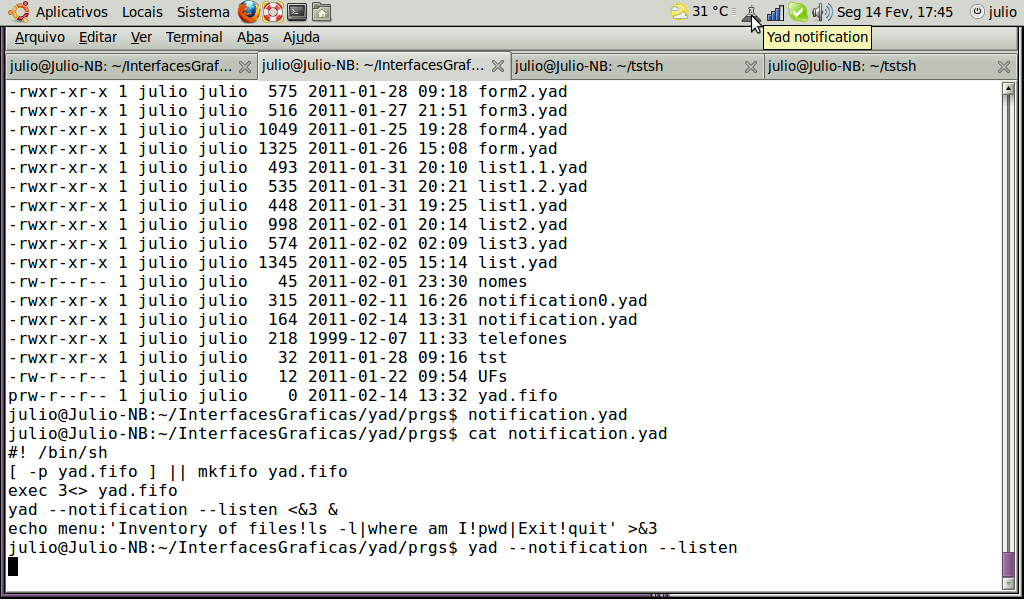 Aplicativos Locais Sistema 31 °C Seg 14 Fev, 17:45 julio
Arquivo Editar Ver Terminal Abas Ajuda Yad notification
julio@Julio-NB: ~/InterfacesGraf... julio@Julio-NB: ~/InterfacesGraf... julio@Julio-NB: ~/tstsh julio@Julio-NB: ~/tstsh
-rwxr-xr-x 1 julio julio  575 2011-01-28 09:18 form2.yad
-rwxr-xr-x 1 julio julio  516 2011-01-27 21:51 form3.yad
-rwxr-xr-x 1 julio julio 1049 2011-01-25 19:28 form4.yad
-rwxr-xr-x 1 julio julio 1325 2011-01-26 15:08 form.yad
-rwxr-xr-x 1 julio julio  493 2011-01-31 20:10 list1.1.yad
-rwxr-xr-x 1 julio julio  535 2011-01-31 20:21 list1.2.yad
-rwxr-xr-x 1 julio julio  448 2011-01-31 19:25 list1.yad
-rwxr-xr-x 1 julio julio  998 2011-02-01 20:14 list2.yad
-rwxr-xr-x 1 julio julio  574 2011-02-02 02:09 list3.yad
-rwxr-xr-x 1 julio julio 1345 2011-02-05 15:14 list.yad
-rw-r--r-- 1 julio julio   45 2011-02-01 23:30 nomes
-rwxr-xr-x 1 julio julio  315 2011-02-11 16:26 notification0.yad
-rwxr-xr-x 1 julio julio  164 2011-02-14 13:31 notification.yad
-rwxr-xr-x 1 julio julio  218 1999-12-07 11:33 telefones
-rwxr-xr-x 1 julio julio   32 2011-01-28 09:16 tst
-rw-r--r-- 1 julio julio   12 2011-01-22 09:54 UFs
prw-r--r-- 1 julio julio    0 2011-02-14 13:32 yad.fifo
julio@Julio-NB:~/InterfacesGraficas/yad/prgs$ notification.yad
julio@Julio-NB:~/InterfacesGraficas/yad/prgs$ cat notification.yad
#! /bin/sh
[ -p yad.fifo ] || mkfifo yad.fifo
exec 3<> yad.fifo
yad --notification --listen <&3 &
echo menu:'Inventory of files!ls -l|where am I!pwd|Exit!quit' >&3
julio@Julio-NB:~/InterfacesGraficas/yad/prgs$ yad --notification --listen